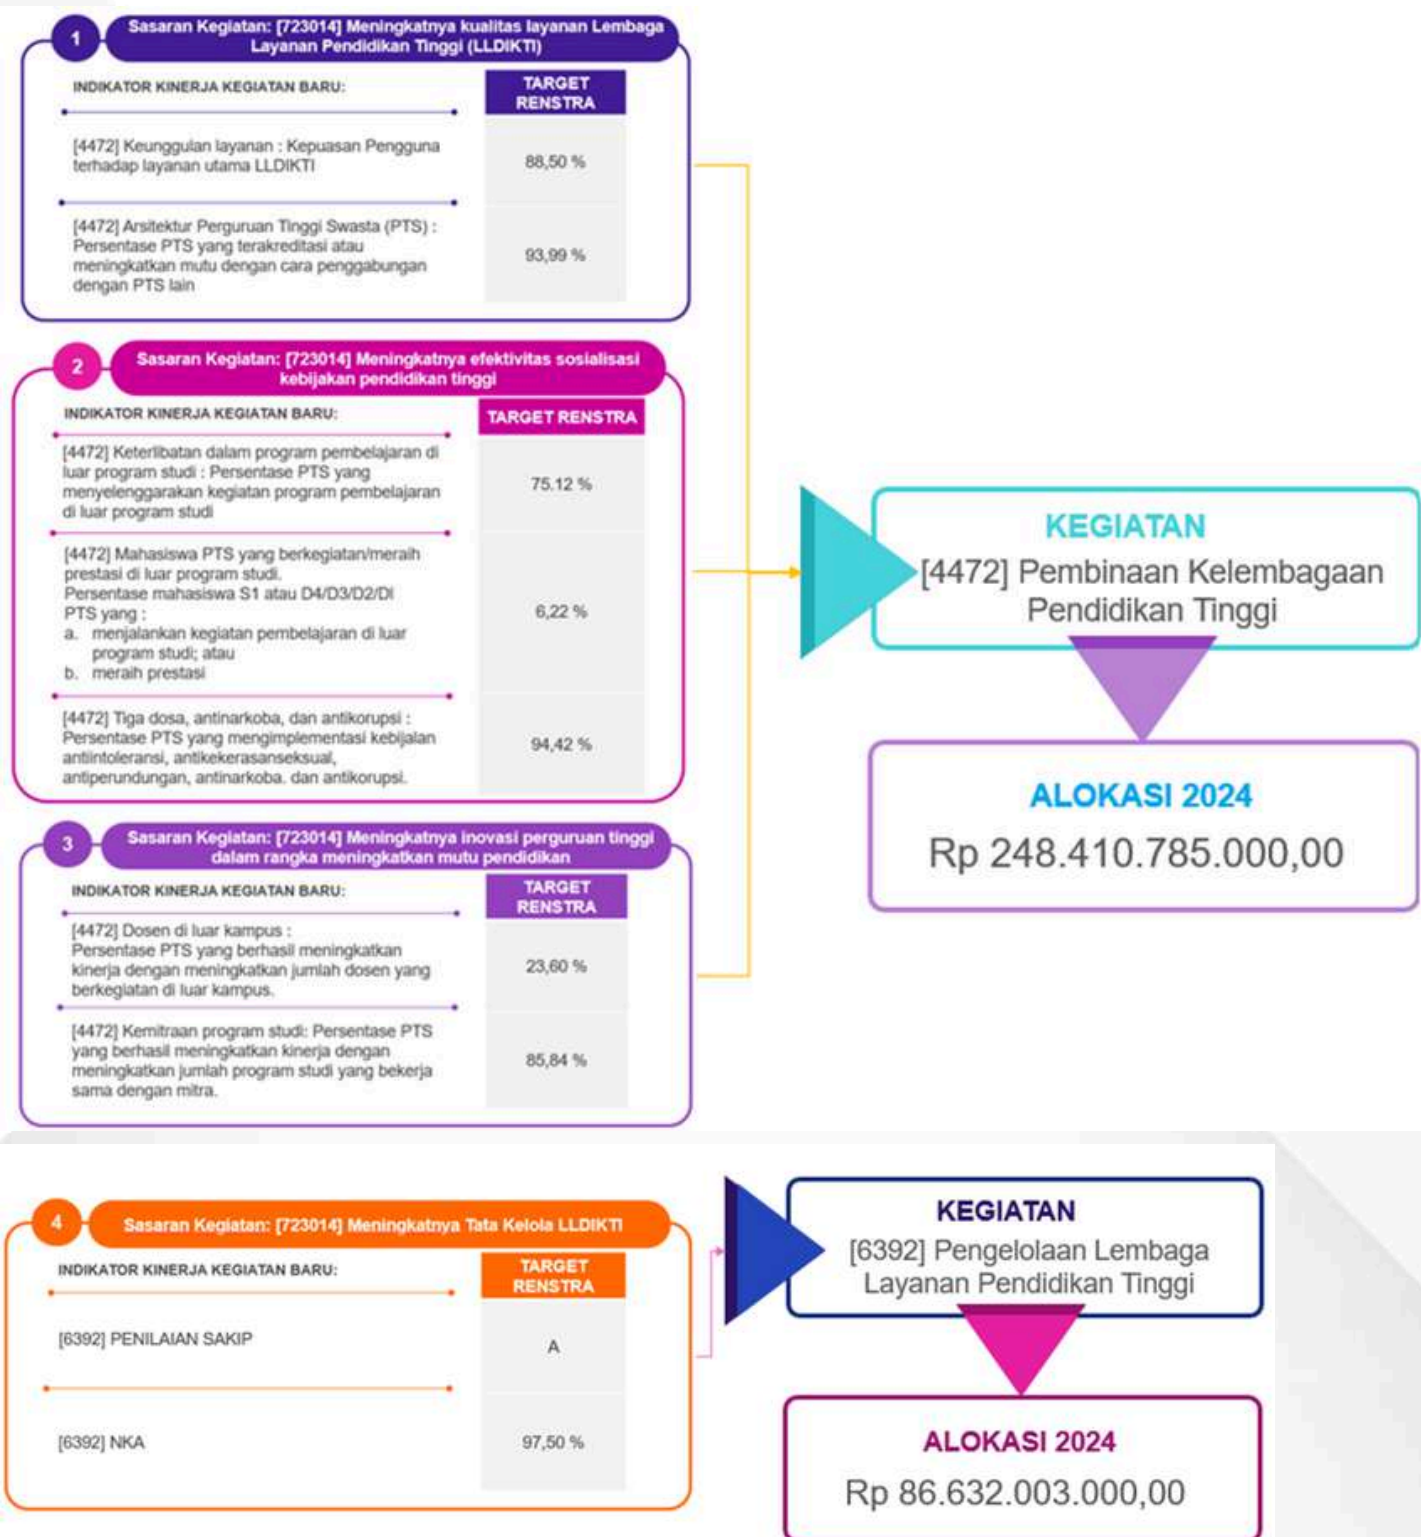 1
Sasaran Kegiatan: [723014] Meningkatnya kualitas layanan Lembaga
Layanan Pendidikan Tinggi (LLDIKTI)
INDIKATOR KINERJA KEGIATAN BARU:
TARGET
RENSTRA
[4472] Keunggulan layanan : Kepuasan Pengguna
terhadap layanan utama LLDIKTI
88,50 %
[4472] Arsitektur Perguruan Tinggi Swasta (PTS) :
Persentase PTS yang terakreditasi atau
meningkatkan mutu dengan cara penggabungan
dengan PTS lain
93,99 %
2
Sasaran Kegiatan: [723014] Meningkatnya efektivitas sosialisasi
kebijakan pendidikan tinggi
INDIKATOR KINERJA KEGIATAN BARU:
TARGET RENSTRA
[4472] Keterlibatan dalam program pembelajaran di
luar program studi : Persentase PTS yang
menyelenggarakan kegiatan program pembelajaran
di luar program studi
75.12 %
[4472] Mahasiswa PTS yang berkegiatan/meraih
prestasi di luar program studi.
Persentase mahasiswa S1 atau D4/D3/D2/DI
PTS yang :
a. menjalankan kegiatan pembelajaran di luar
program studi; atau
b. meraih prestasi
6,22 %
[4472] Tiga dosa, antinarkoba, dan antikorupsi :
Persentase PTS yang mengimplementasi kebijalan
antiintoleransi, antikekerasanseksual,
antiperundungan, antinarkoba. dan antikorupsi.
94,42 %
3
Sasaran Kegiatan: [723014] Meningkatnya inovasi perguruan tinggi
dalam rangka meningkatkan mutu pendidikan
INDIKATOR KINERJA KEGIATAN BARU:
TARGET
RENSTRA
[4472] Dosen di luar kampus :
Persentase PTS yang berhasil meningkatkan
kinerja dengan meningkatkan jumlah dosen yang
berkegiatan di luar kampus.
23,60 %
[4472] Kemitraan program studi: Persentase PTS
yang berhasil meningkatkan kinerja dengan
meningkatkan jumlah program studi yang bekerja
sama dengan mitra.
85,84 %
KEGIATAN
[4472] Pembinaan Kelembagaan
Pendidikan Tinggi
ALOKASI 2024
Rp 248.410.785.000,00
4
Sasaran Kegiatan: [723014] Meningkatnya Tata Kelola LLDIKTI
INDIKATOR KINERJA KEGIATAN BARU:
TARGET
RENSTRA
[6392] PENILAIAN SAKIP
A
[6392] NKA
97,50 %
KEGIATAN
[6392] Pengelolaan Lembaga
Layanan Pendidikan Tinggi
ALOKASI 2024
Rp 86.632.003.000,00